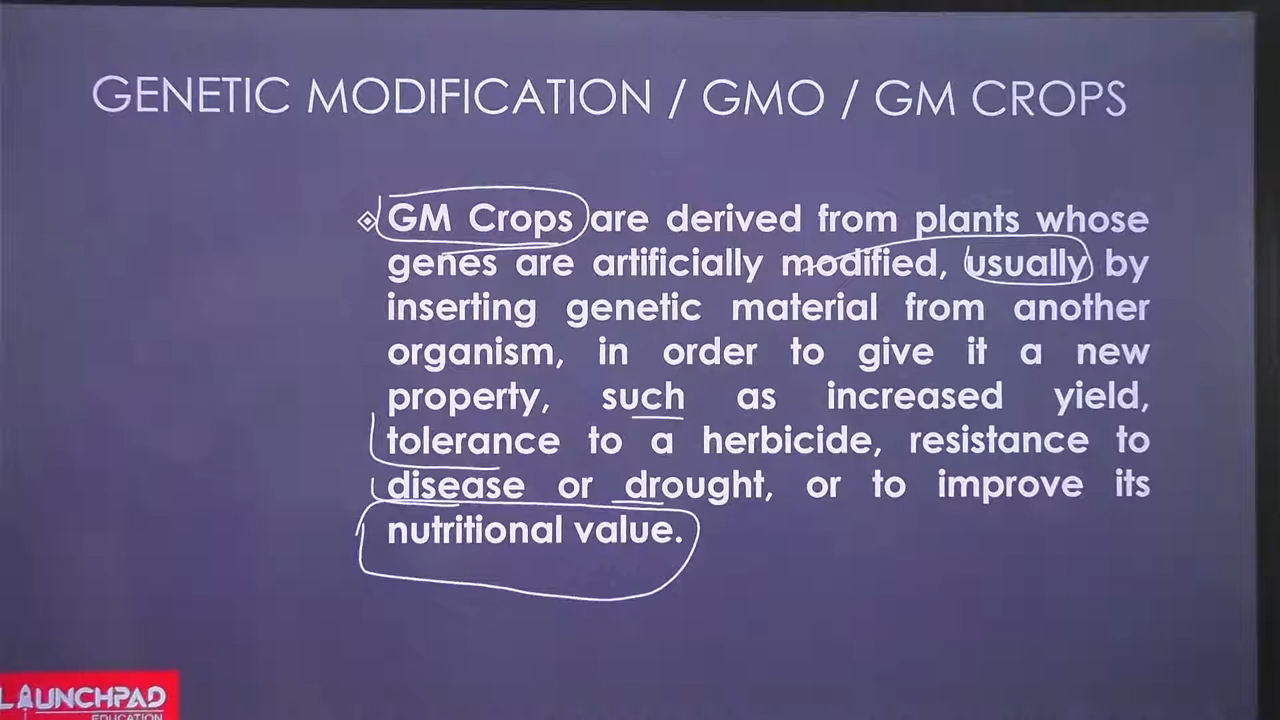 GENETIC MODIFICATION / GMO / GM CROPS
GM Crops are derived from plants whose
genes are artificially modified, usually by
inserting genetic material from another
organism, in order to give it a new
property, such as increased yield,
tolerance to a herbicide, resistance to
disease or drought, or to improve its
nutritional value.
LAUNCHPAD
EDUCATION